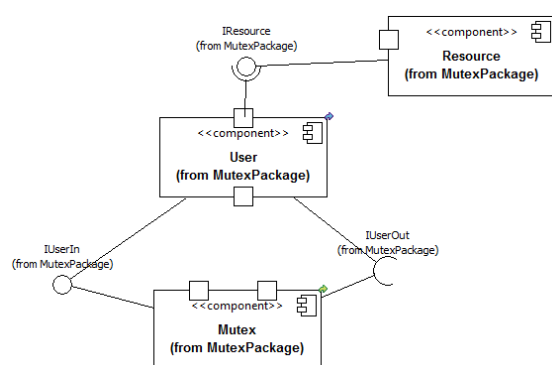 IResource
(from MutexPackage)
<<component>>
Resource
(from MutexPackage)
<<component>>
User
(from MutexPackage)
IUserIn
(from MutexPackage)
IUserOut
(from MutexPackage)
<<component>>
Mutex
(from MutexPackage)